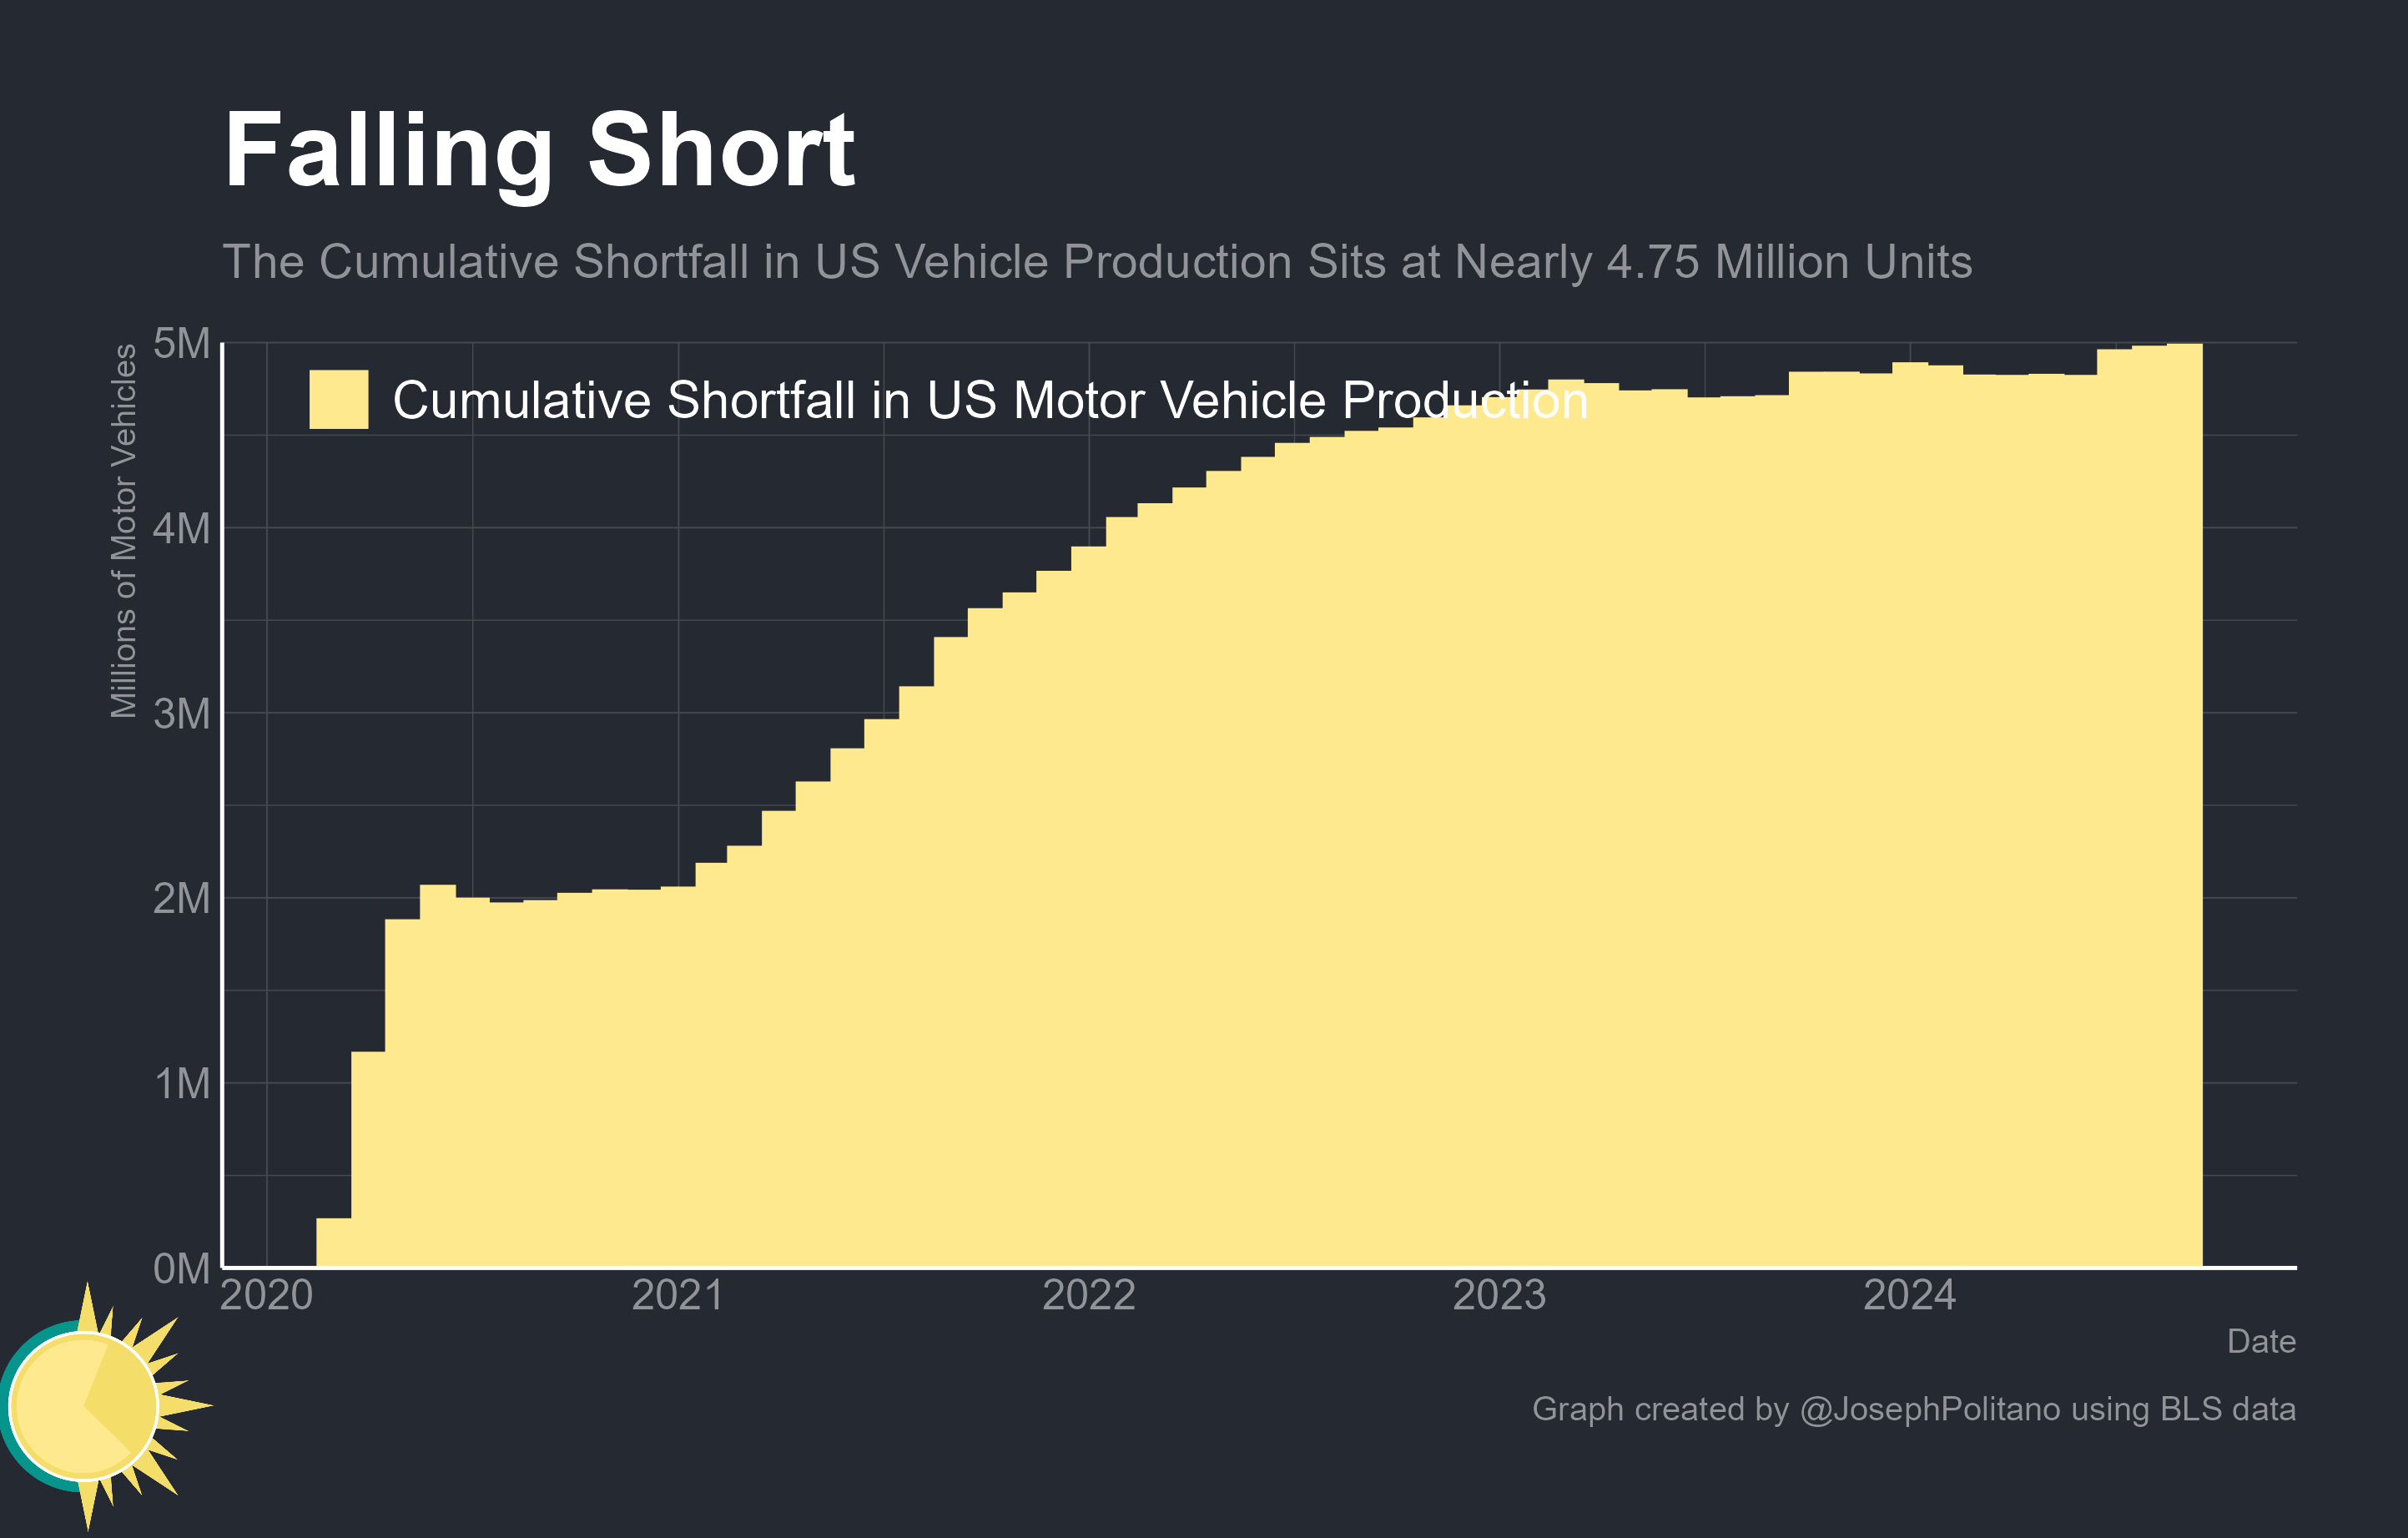 Falling Short
The Cumulative Shortfall in US Vehicle Production Sits at Nearly 4.75 Million Units
Millions of Motor Vehicles
5M
4M
3M
2M
1M
0M
Cumulative Shortfall in US Motor Vehicle Production
2020 2021 2022 2023 2024
Date
Graph created by @JosephPolitano using BLS data